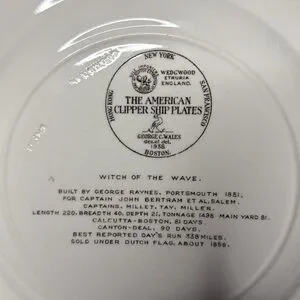 NEW YORK
HONG KONG
SAN FRANCISCO
WEDGWOOD
ETRURIA
ENGLAND.
THE AMERICAN
CLIPPER SHIP PLATES
GEORGE C. WALES
des. et del.
1938
BOSTON.
WITCH OF THE WAVE.
BUILT BY GEORGE RAYNES, PORTSMOUTH 1851,
FOR CAPTAIN JOHN BERTRAM ET AL, SALEM.
CAPTAINS, MILLET, TAY, MILLER.
LENGTH 220, BREADTH 40, DEPTH 21, TONNAGE 1498 MAIN YARD 81.
CALCUTTA-BOSTON, 81 DAYS.
CANTON-DEAL, 90 DAYS.
BEST REPORTED DAY'S RUN 338 MILES.
SOLD UNDER DUTCH FLAG, ABOUT 1856.